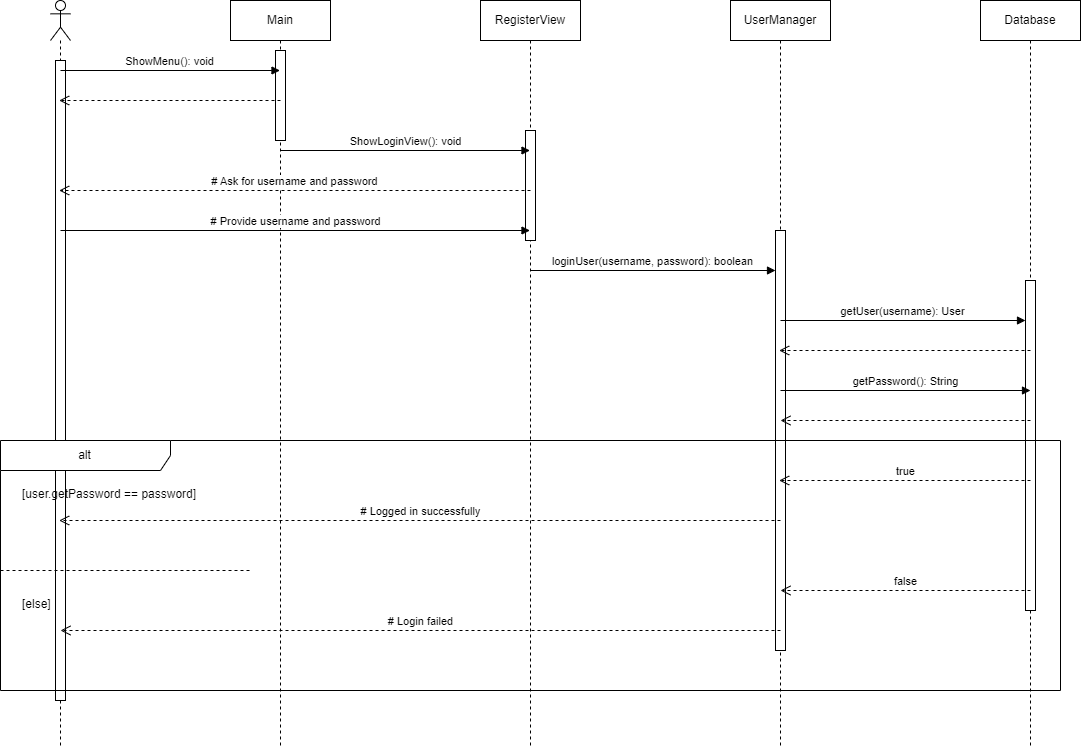 Main
RegisterView
UserManager
Database
ShowMenu(): void
ShowLoginView(): void
# Ask for username and password
# Provide username and password
loginUser(username, password): boolean
getUser(username): User
getPassword(): String
alt
true
[user.getPassword == password]
# Logged in successfully
false
[else]
# Login failed